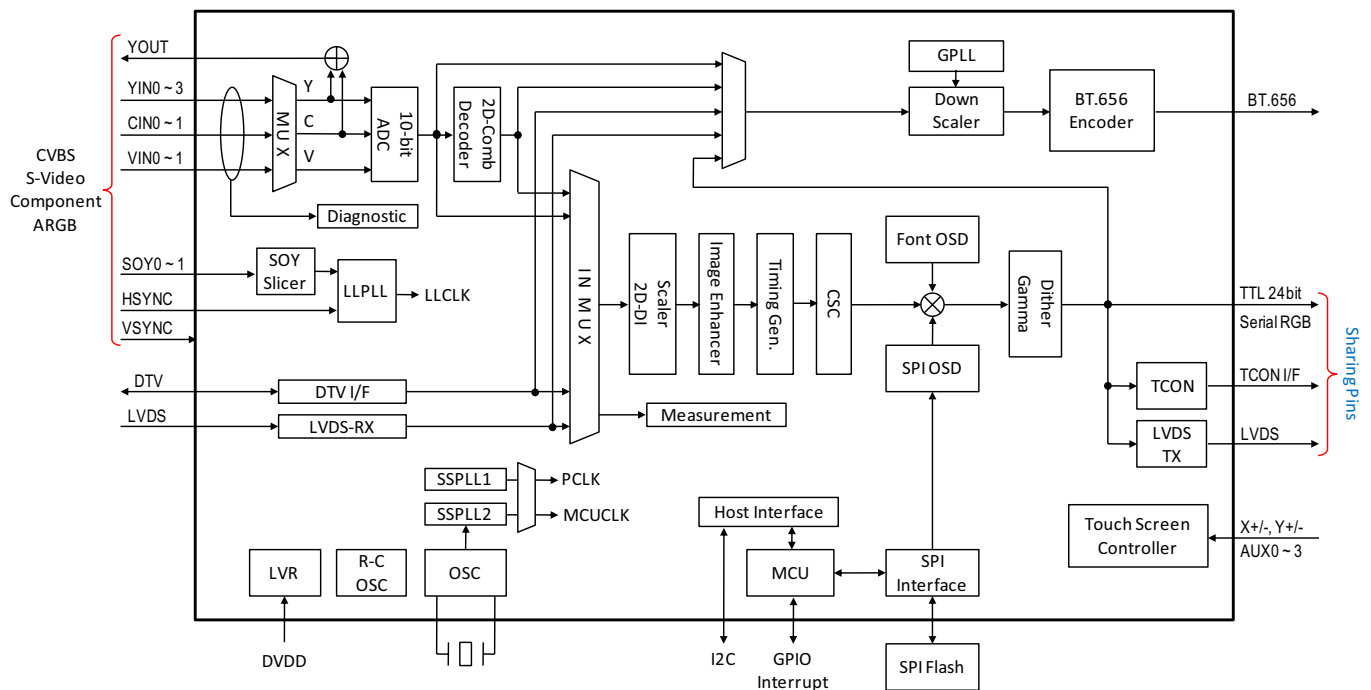 YOUT
YIN0 ~ 3
CIN0 ~ 1
VIN0 ~ 1
CVBS
S-Video
Component
ARGB
SOY0 ~ 1
HSYNC
VSYNC
DTV
LVDS
MUX
Y
C
V
10-bit
ADC
2D-Comb
Decoder
Diagnostic
SOY
Slicer
LLPLL
LLCLK
DTV I/F
LVDS-RX
IN MUX
Scaler
2D-DI
Image
Enhancer
Timing Gen.
CSC
Measurement
GPLL
Down
Scaler
BT.656
Encoder
BT.656
Font OSD
SPI OSD
Dither
Gamma
TTL 24bit
Serial RGB
TCON
TCON I/F
LVDS
TX
LVDS
Sharing Pins
SSPLL1
SSPLL2
PCLK
MCUCLK
LVR
R-C
OSC
OSC
DVDD
Host Interface
MCU
SPI
Interface
I2C
GPIO
Interrupt
SPI Flash
Touch Screen
Controller
X+/-, Y+/-
AUX0 ~ 3